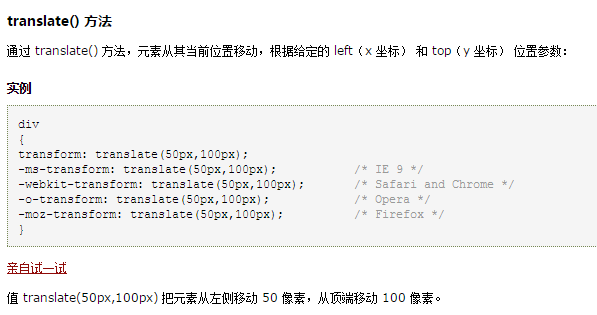 translate() 方法
通过 translate() 方法，元素从其当前位置移动，根据给定的 left（x 坐标） 和 top（y 坐标） 位置参数：
实例
div
{
transform: translate(50px,100px);
-ms-transform: translate(50px,100px);		/* IE 9 */
-webkit-transform: translate(50px,100px);	/* Safari and Chrome */
-o-transform: translate(50px,100px);		/* Opera */
-moz-transform: translate(50px,100px);		/* Firefox */
}
亲自试一试
值 translate(50px,100px) 把元素从左侧移动 50 像素，从顶端移动 100 像素。